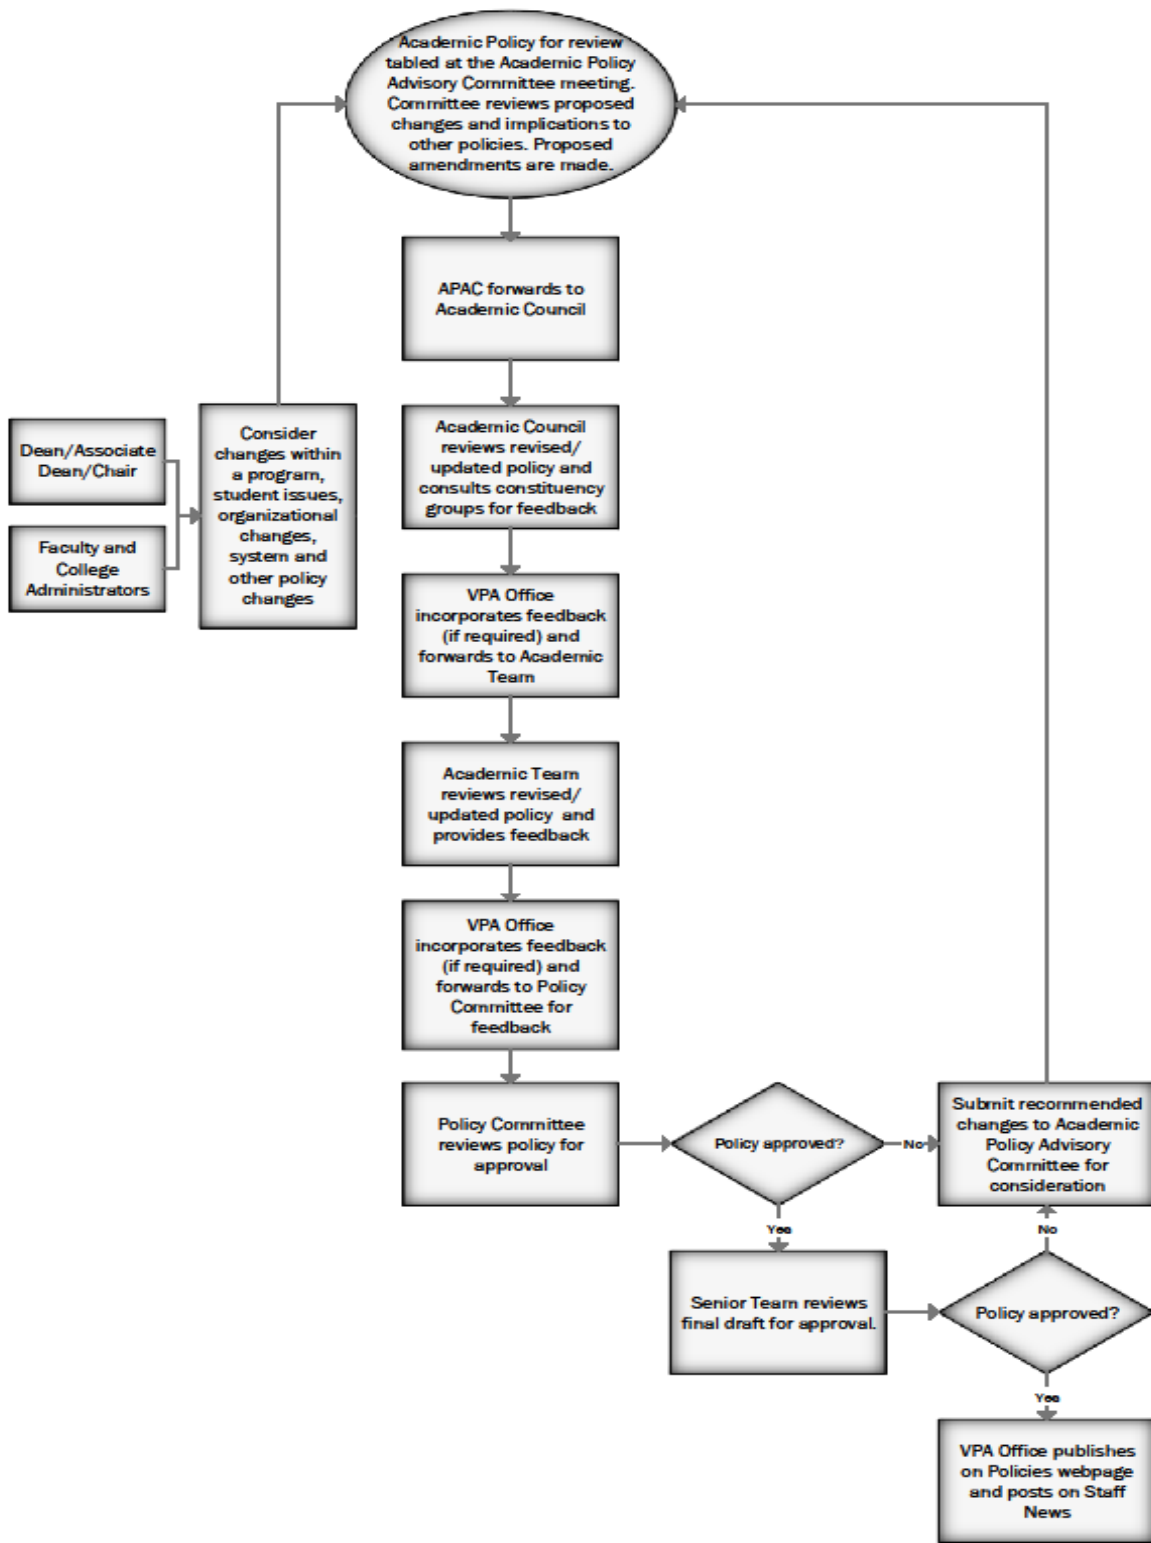 Academic Policy for review
tabled at the Academic Policy
Advisory Committee meeting.
Committee reviews proposed
changes and implications to
other policies. Proposed
amendments are made.
APAC forwards to
Academic Council
Dean/Associate
Dean/Chair
Faculty and
College
Administrators
Consider
changes within
a program,
student issues,
organizational
changes,
system and
other policy
changes
Academic Council
reviews revised/
updated policy and
consults constituency
groups for feedback
VPA Office
incorporates feedback
(if required) and
forwards to Academic
Team
Academic Team
reviews revised/
updated policy and
provides feedback
VPA Office
incorporates feedback
(if required) and
forwards to Policy
Committee for
feedback
Policy Committee
reviews policy for
approval
Policy approved?
No
Submit recommended
changes to Academic
Policy Advisory
Committee for
consideration
Yes
No
Senior Team reviews
final draft for approval.
Policy approved?
Yes
VPA Office publishes
on Policies webpage
and posts on Staff
News